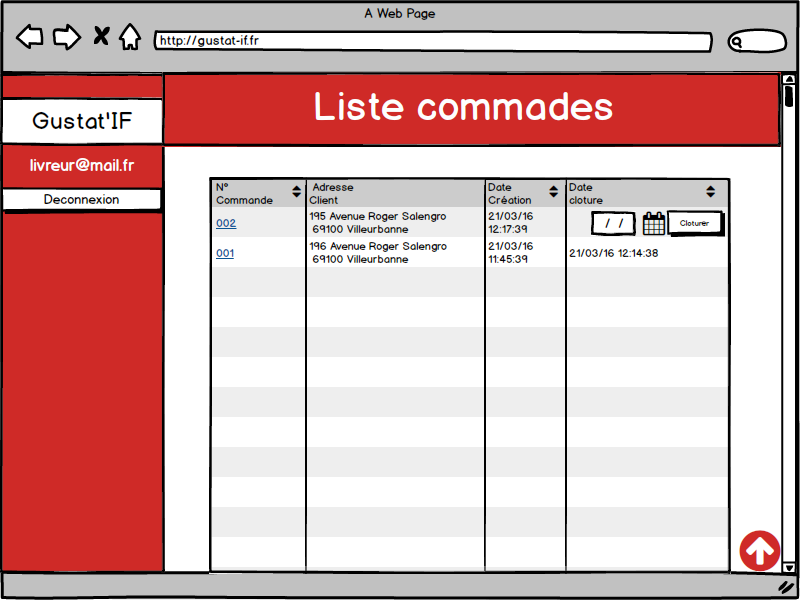 A Web Page
http://gustat-if.fr
Gustat'IF
Liste commades
livreur@mail.fr
Deconnexion
N° Commande
Adresse Client
Date Création
Date cloture
002
195 Avenue Roger Salengro
69100 Villeurbanne
21/03/16
12:17:39
/ /
Cloturer
001
196 Avenue Roger Salengro
69100 Villeurbanne
21/03/16
11:45:39
21/03/16 12:14:38